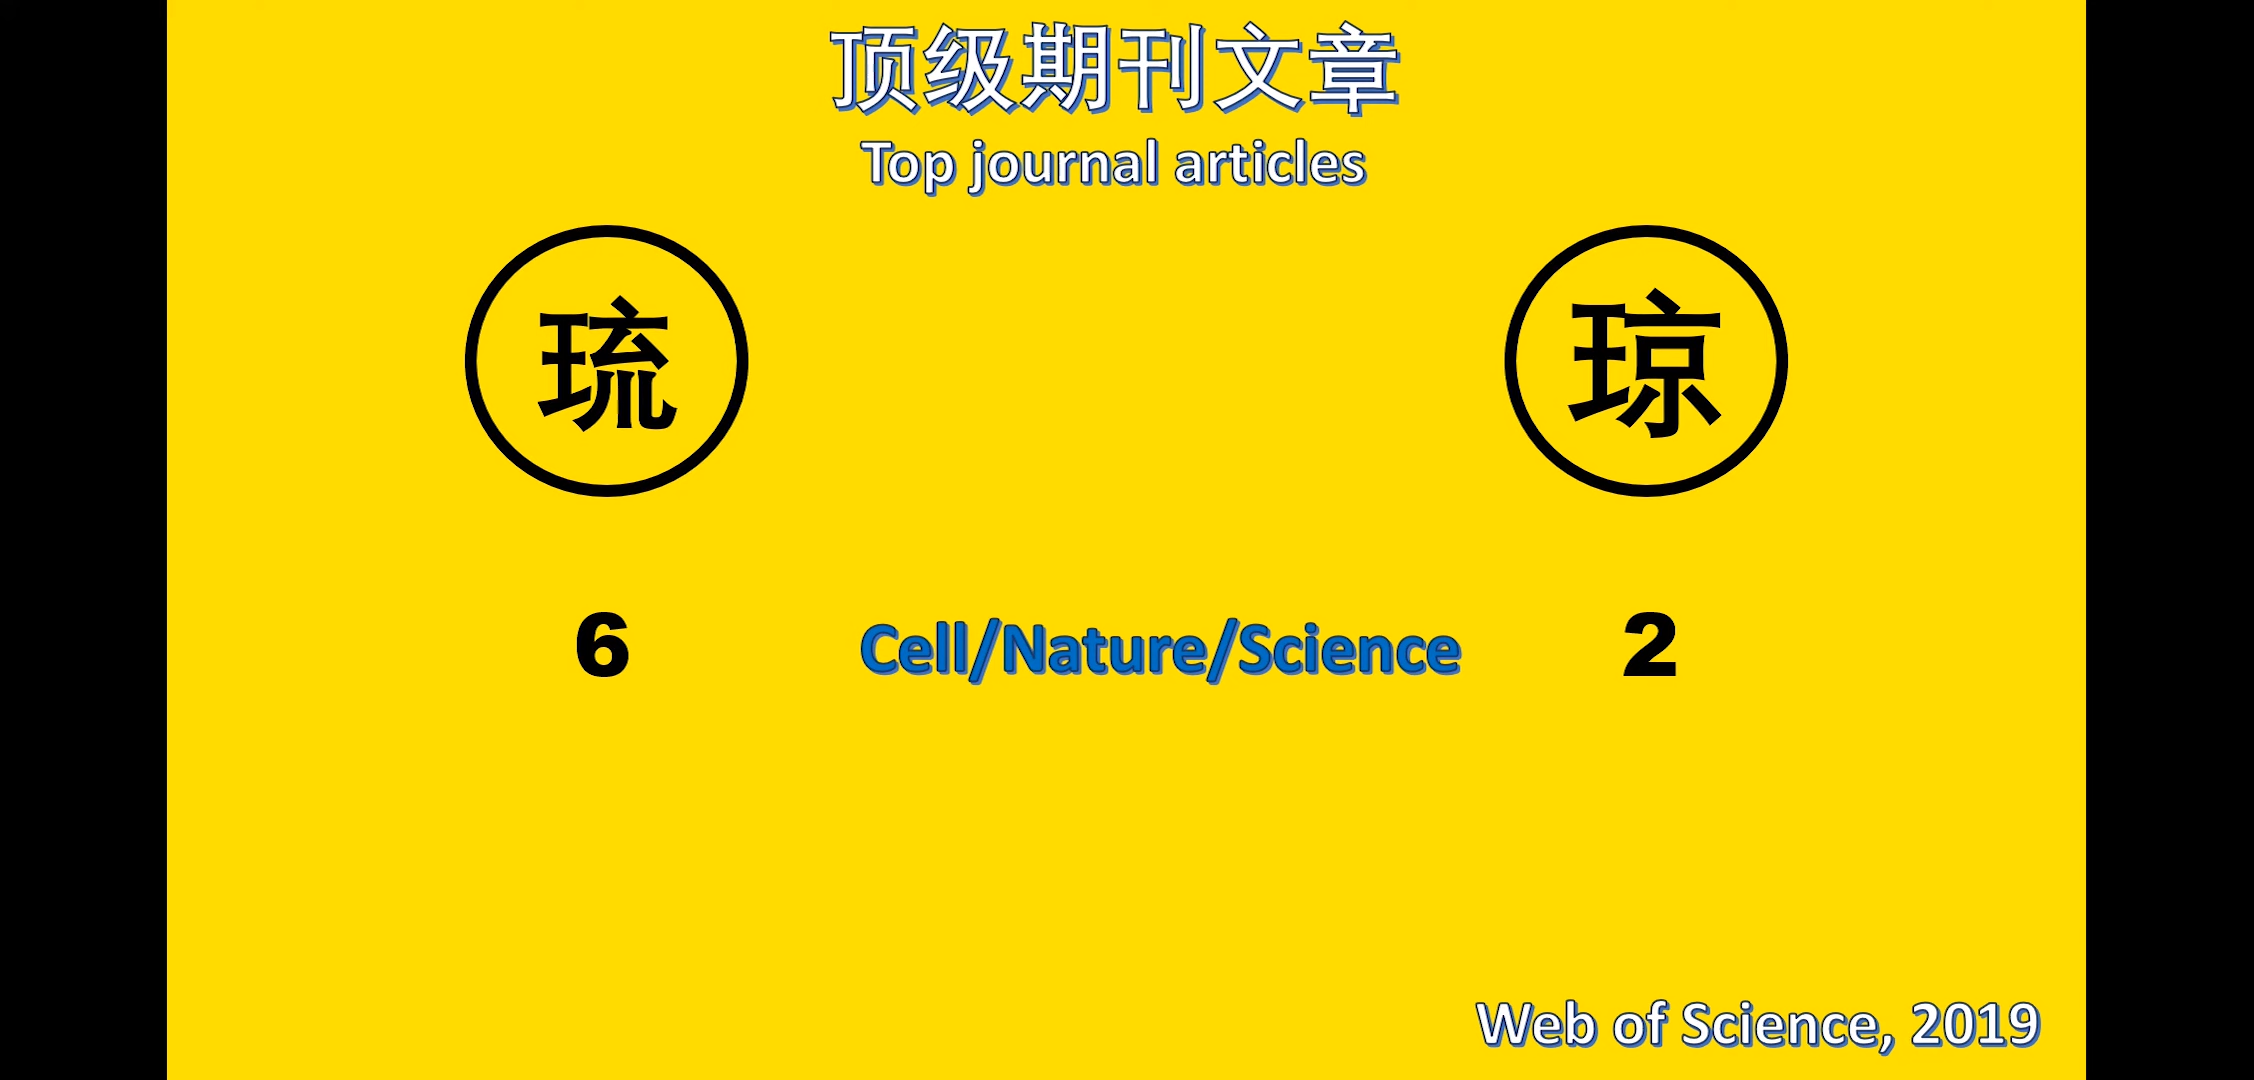 顶级期刊文章
Top journal articles
琉
琼
6
Cell/Nature/Science
2
Web of Science, 2019